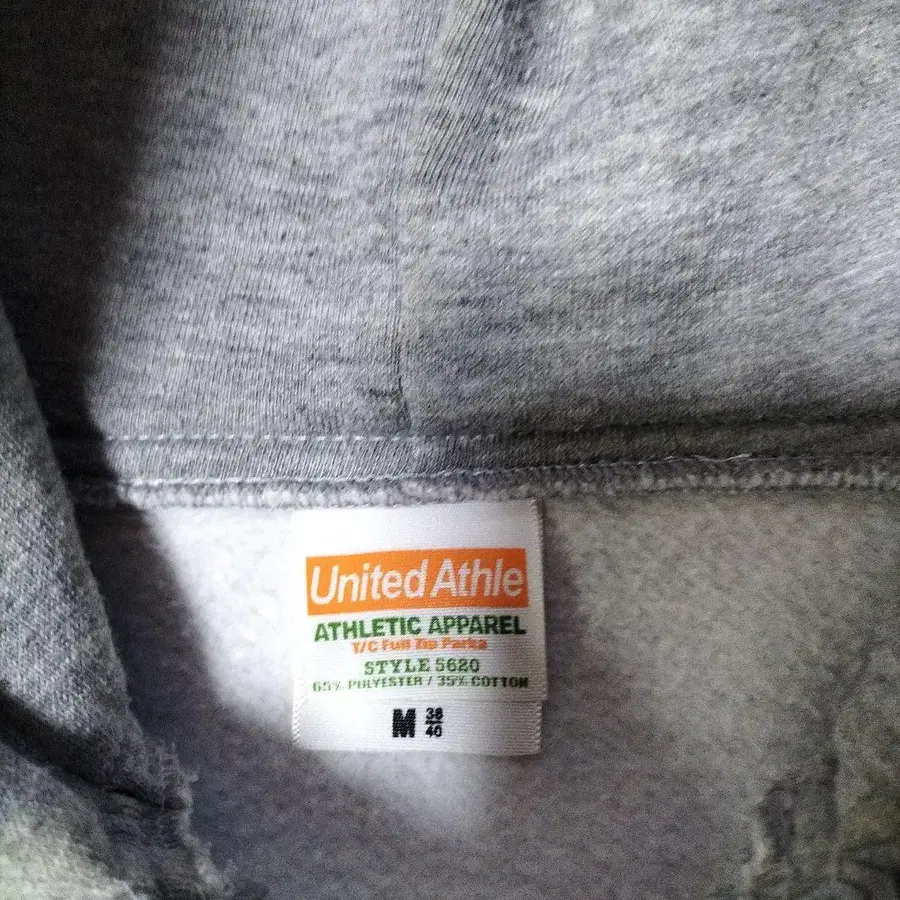 United Athle
ATHLETIC APPAREL
T/C Full Zip Parka
STYLE 5620
65% POLYESTER / 35% COTTON
M 38
40